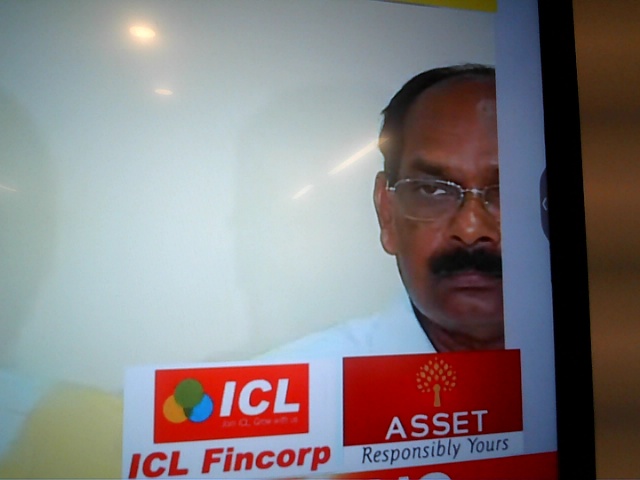 ICL
Join ICL, Grow with us
ICL Fincorp
ASSET
Responsibly Yours